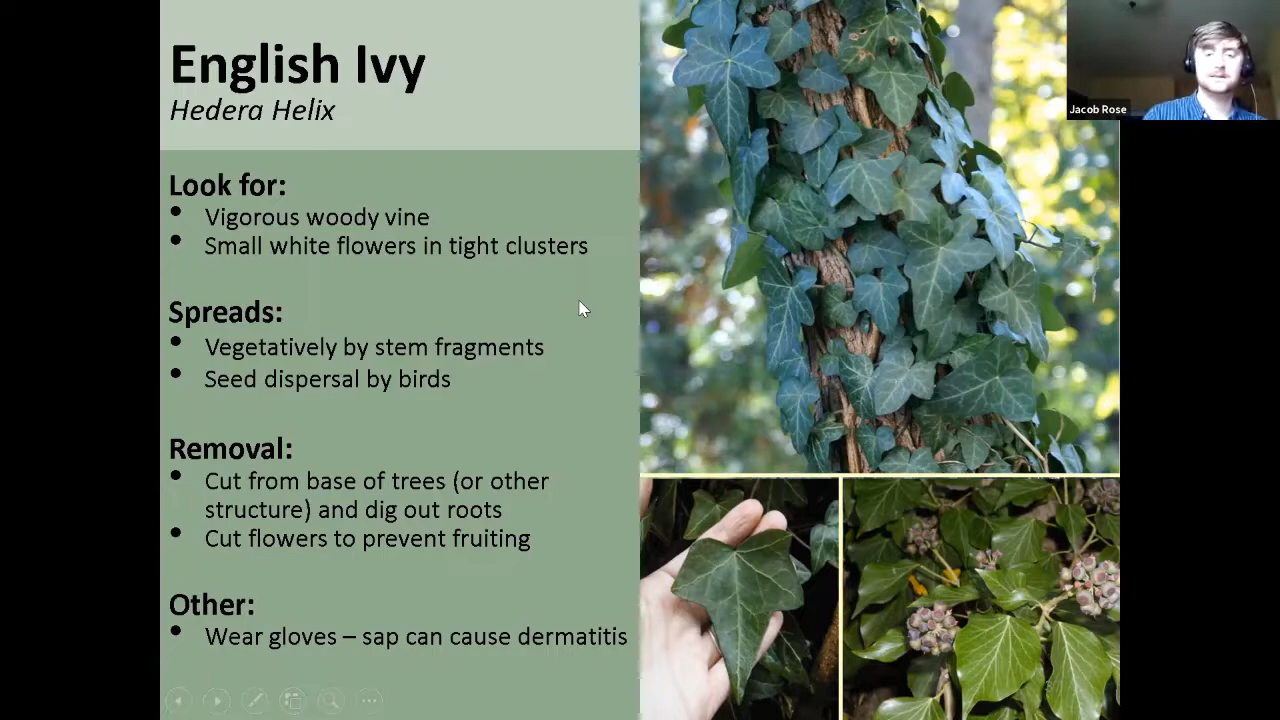 English Ivy
Hedera Helix
Look for:
• Vigorous woody vine
• Small white flowers in tight clusters
Spreads:
• Vegetatively by stem fragments
• Seed dispersal by birds
Removal:
• Cut from base of trees (or other
structure) and dig out roots
• Cut flowers to prevent fruiting
Other:
• Wear gloves – sap can cause dermatitis
Jacob Rose